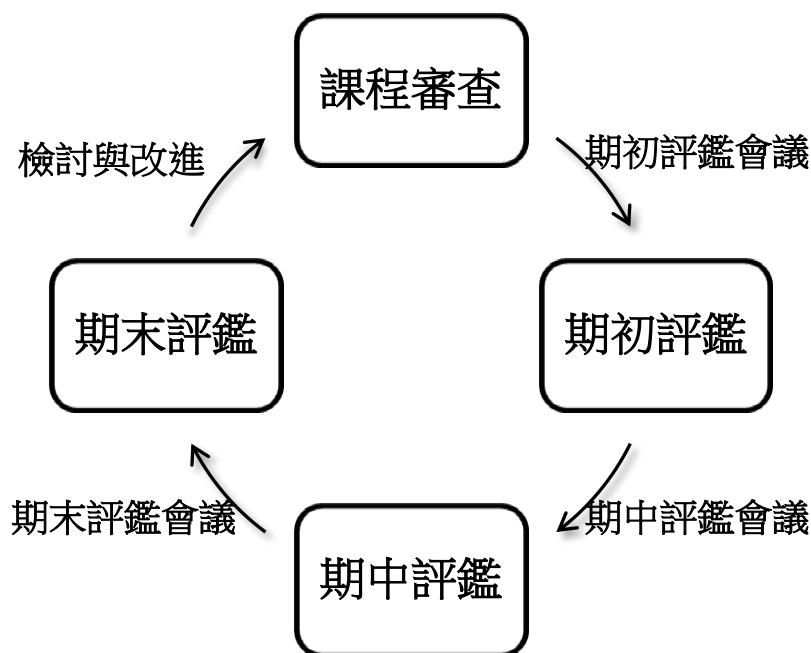 課程審查
檢討與改進
期初評鑑會議
期末評鑑
期初評鑑
期末評鑑會議
期中評鑑會議
期中評鑑